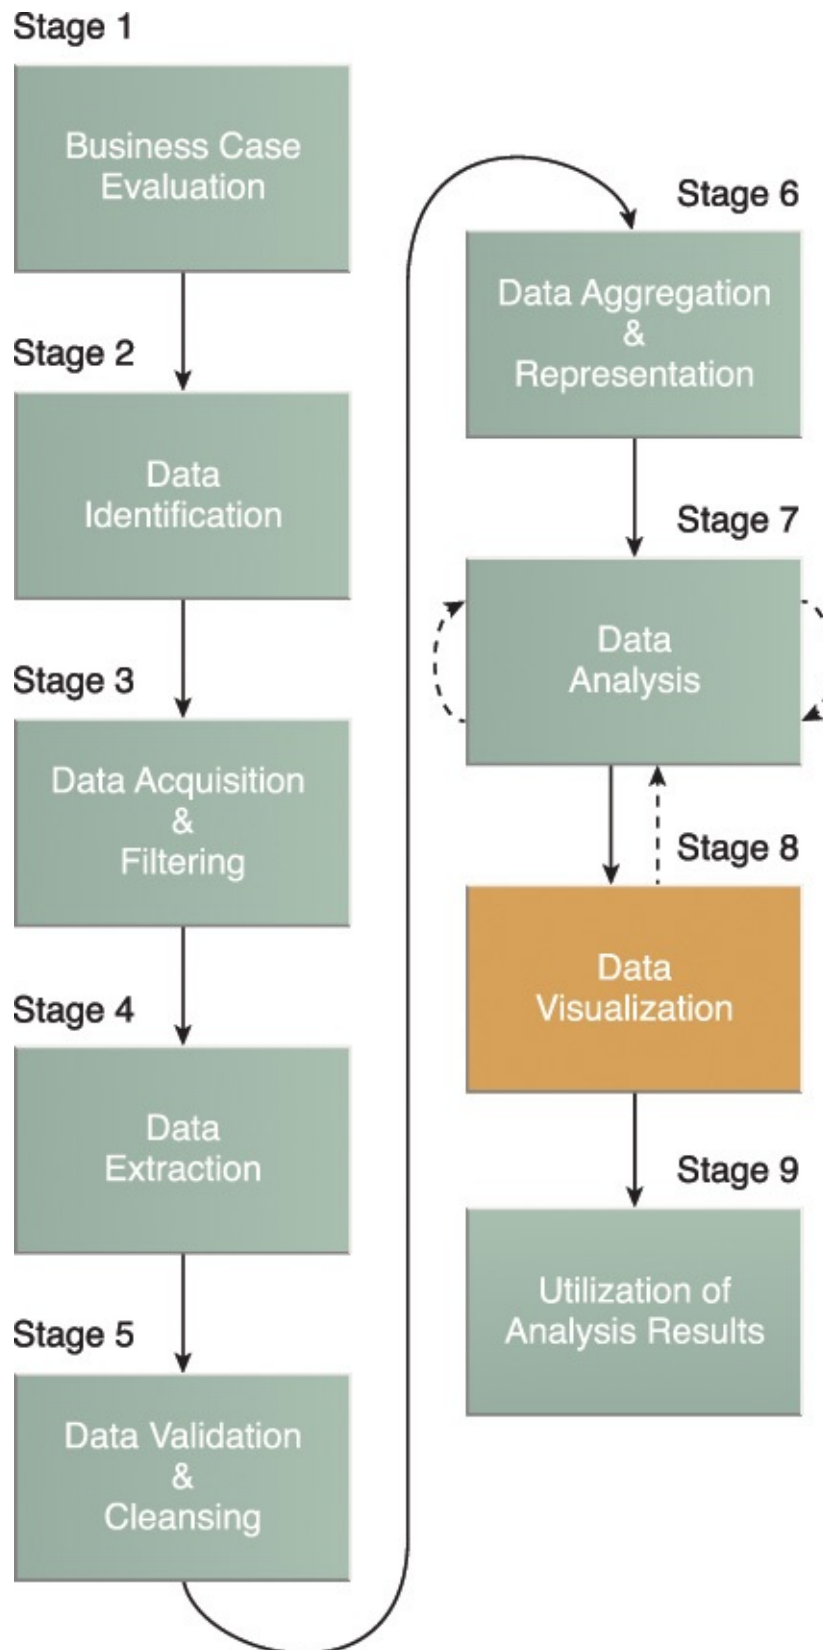 Stage 1
Business Case
Evaluation
Stage 2
Data
Identification
Stage 3
Data Acquisition
&
Filtering
Stage 4
Data
Extraction
Stage 5
Data Validation
&
Cleansing
Stage 6
Data Aggregation
&
Representation
Stage 7
Data
Analysis
Stage 8
Data
Visualization
Stage 9
Utilization of
Analysis Results